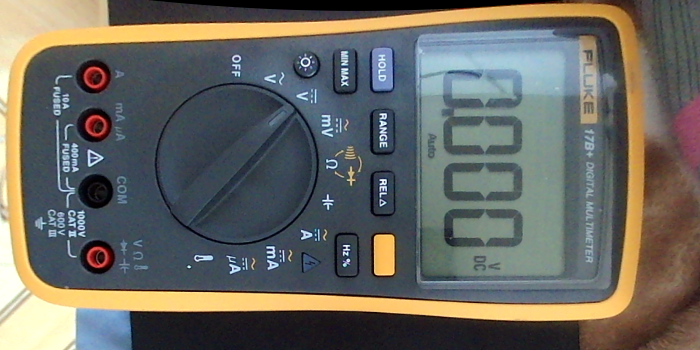 FLUKE 17B+ DIGITAL MULTIMETER
0.000 V DC
Auto
HOLD RANGE REL△
MIN MAX Hz %
OFF
V
V
mV
Ω
A
mA
µA
A mA µA COM V Ω
10A FUSED
400mA FUSED
1000V CAT II
600V CAT III